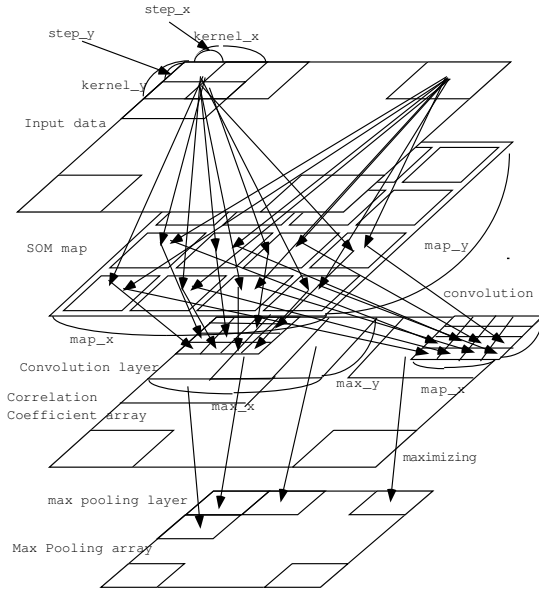 step_x
step_y
kernel_x
kernel_y
Input data
SOM map
map_y
convolution
map_x
Convolution layer
max_y
map_x
Correlation
Coefficient array
max_x
maximizing
max pooling layer
Max Pooling array